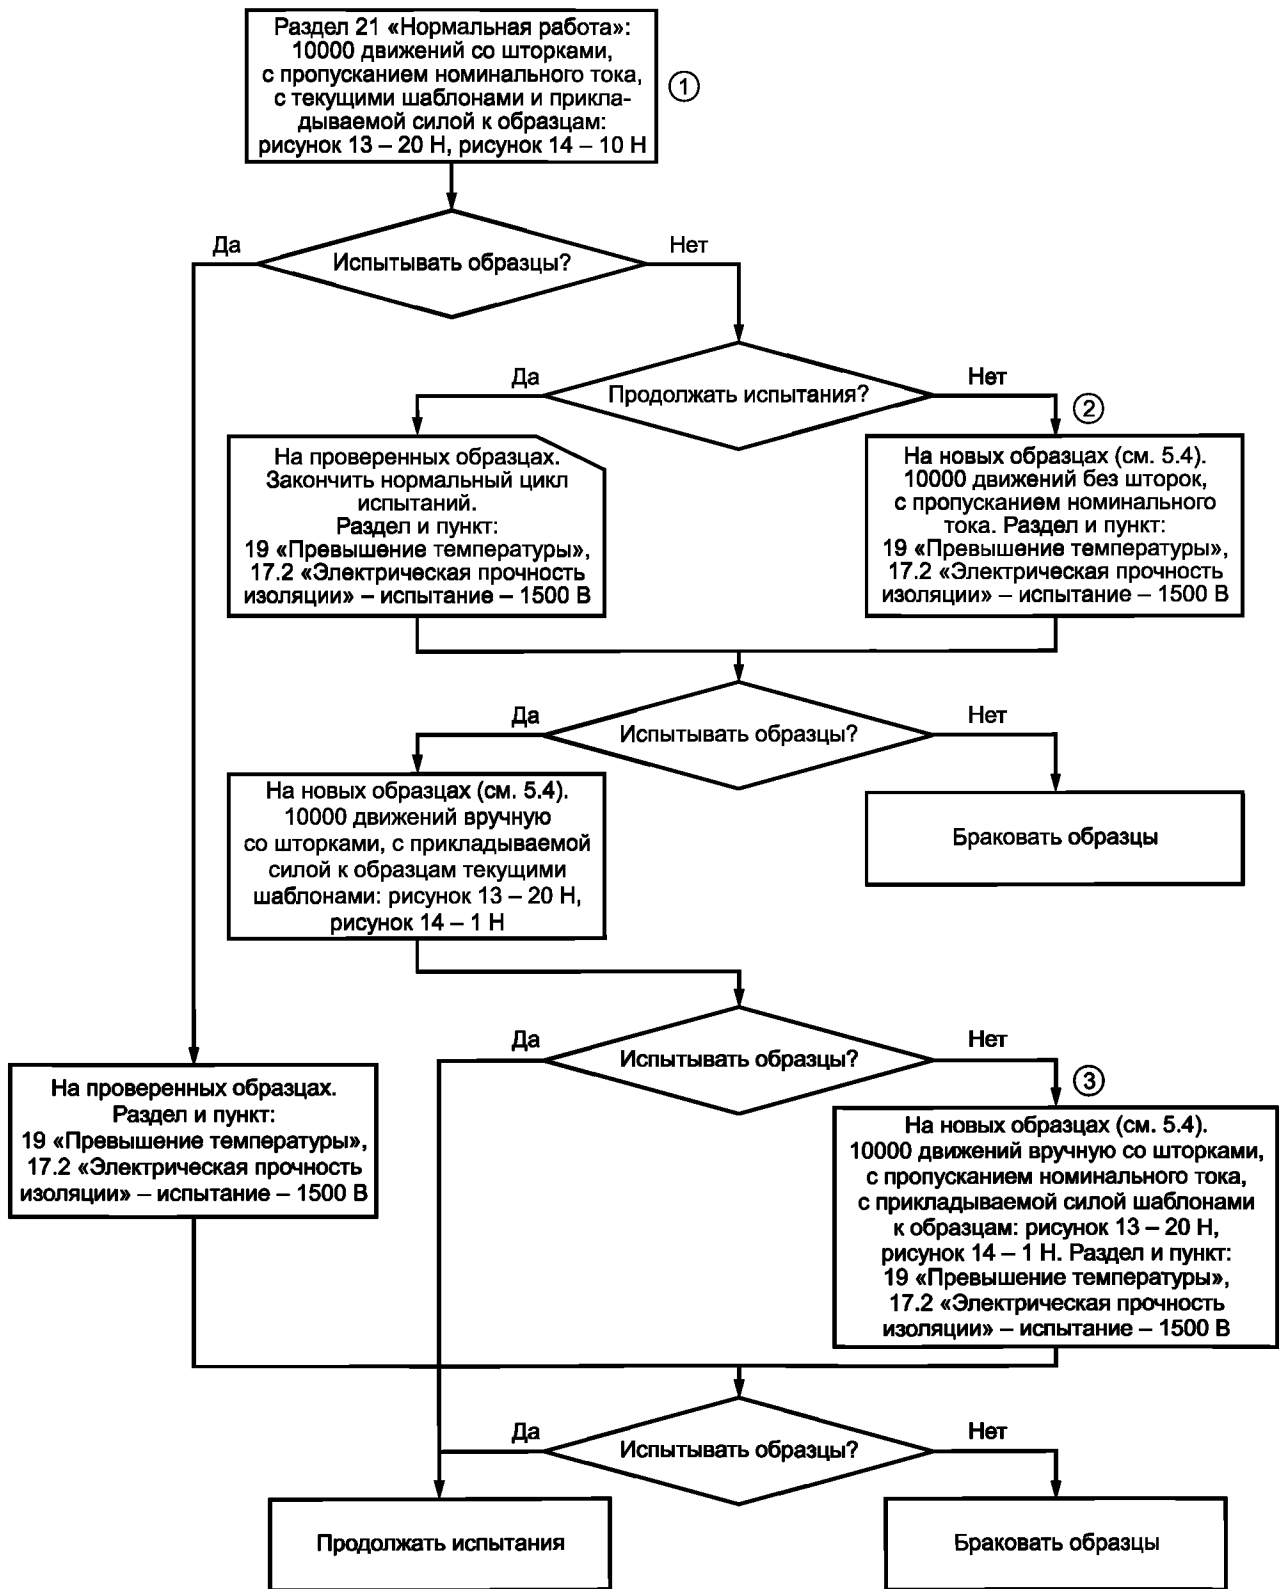 Раздел 21 «Нормальная работа»:
10000 движений со шторками,
с пропусканием номинального тока,
с текущими шаблонами и прикла-
дываемой силой к образцам:
рисунок 13 – 20 Н, рисунок 14 – 10 Н
1
Да
Испытывать образцы?
Нет
Да
Продолжать испытания?
Нет
2
На проверенных образцах.
Закончить нормальный цикл
испытаний.
Раздел и пункт:
19 «Превышение температуры»,
17.2 «Электрическая прочность
изоляции» – испытание – 1500 В
На новых образцах (см. 5.4).
10000 движений без шторок,
с пропусканием номинального
тока. Раздел и пункт:
19 «Превышение температуры»,
17.2 «Электрическая прочность
изоляции» – испытание – 1500 В
Да
Испытывать образцы?
Нет
На новых образцах (см. 5.4).
10000 движений вручную
со шторками, с прикладываемой
силой к образцам текущими
шаблонами: рисунок 13 – 20 Н,
рисунок 14 – 1 Н
Браковать образцы
Да
Испытывать образцы?
Нет
3
На проверенных образцах.
Раздел и пункт:
19 «Превышение температуры»,
17.2 «Электрическая прочность
изоляции» – испытание – 1500 В
На новых образцах (см. 5.4).
10000 движений вручную со шторками,
с пропусканием номинального тока,
с прикладываемой силой шаблонами
к образцам: рисунок 13 – 20 Н,
рисунок 14 – 1 Н. Раздел и пункт:
19 «Превышение температуры»,
17.2 «Электрическая прочность
изоляции» – испытание – 1500 В
Да
Испытывать образцы?
Нет
Продолжать испытания
Браковать образцы